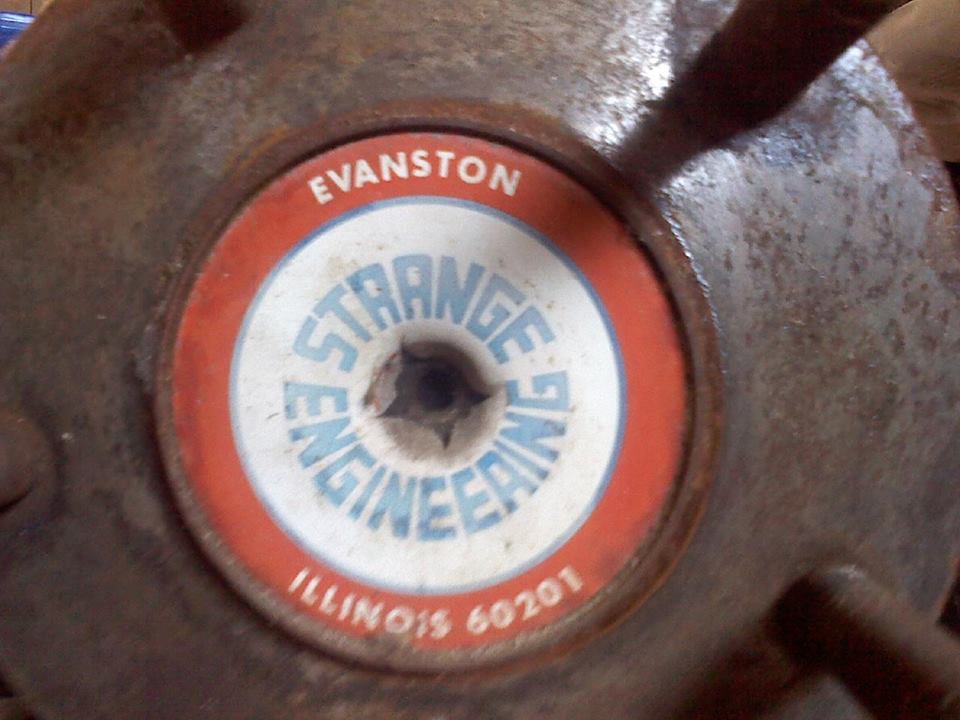 EVANSTON
STRANGE
ENGINEERING
ILLINOIS 60201